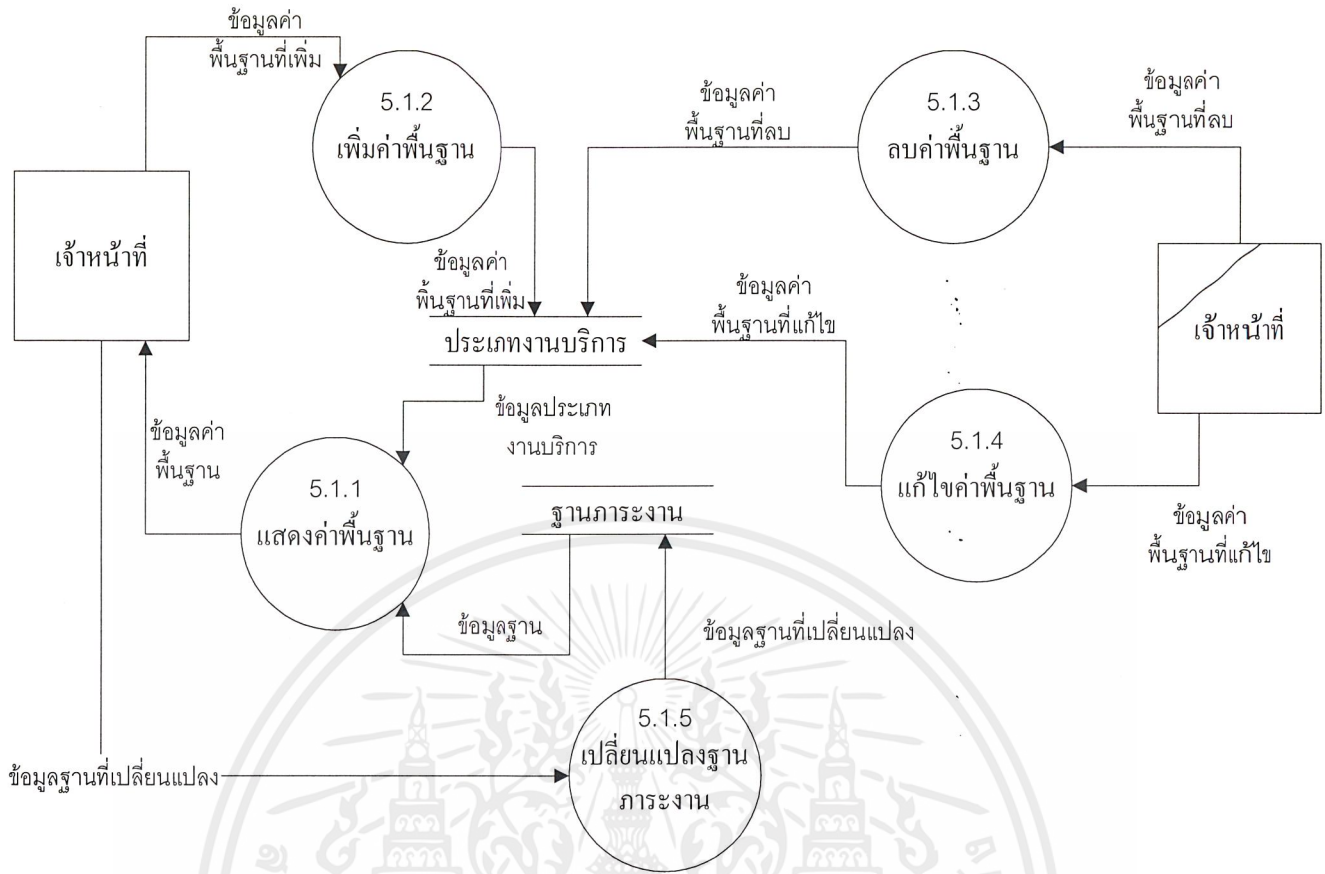 ข้อมูลค่า
พื้นฐานที่เพิ่ม
5.1.2
เพิ่มค่าพื้นฐาน
ข้อมูลค่า
พื้นฐานที่ลบ
5.1.3
ลบค่าพื้นฐาน
ข้อมูลค่า
พื้นฐานที่ลบ
เจ้าหน้าที่
ข้อมูลค่า
พื้นฐานที่เพิ่ม
ข้อมูลค่า
พื้นฐานที่แก้ไข
เจ้าหน้าที่
ประเภทงานบริการ
ข้อมูลค่า
พื้นฐาน
ข้อมูลประเภท
งานบริการ
5.1.1
แสดงค่าพื้นฐาน
5.1.4
แก้ไขค่าพื้นฐาน
ฐานภาระงาน
ข้อมูลค่า
พื้นฐานที่แก้ไข
ข้อมูลฐาน
ข้อมูลฐานที่เปลี่ยนแปลง
5.1.5
เปลี่ยนแปลงฐาน
ภาระงาน
ข้อมูลฐานที่เปลี่ยนแปลง